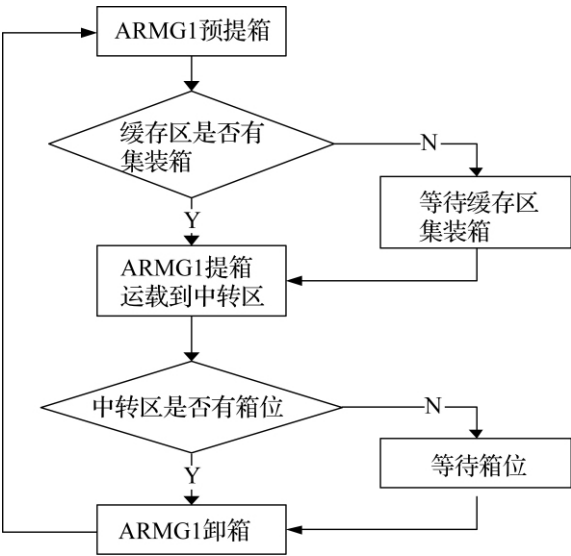 ARMG1预提箱
缓存区是否有
集装箱
N
等待缓存区
集装箱
Y
ARMG1提箱
运载到中转区
中转区是否有箱位
N
等待箱位
Y
ARMG1卸箱